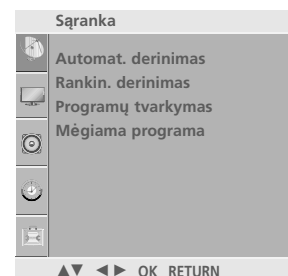 Sąranka
Automat. derinimas
Rankin. derinimas
Programų tvarkymas
Mėgiama programa
▲▼ ◀▶ OK RETURN